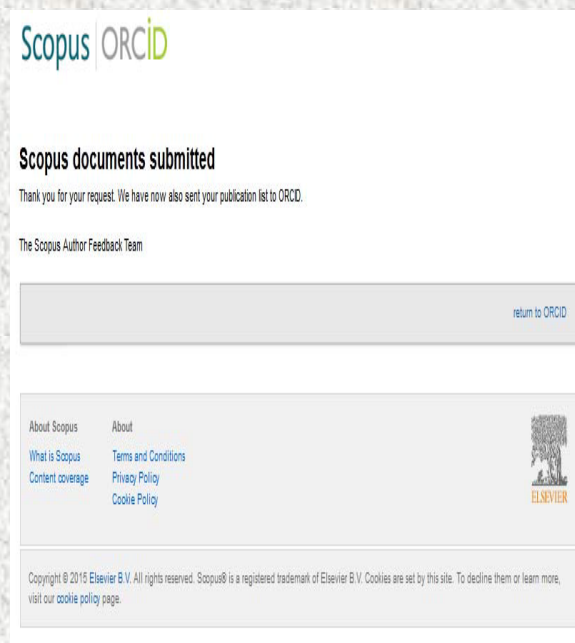 Scopus ORCiD
Scopus documents submitted
Thank you for your request. We have now also sent your publication list to ORCID.
The Scopus Author Feedback Team
return to ORCID
About Scopus About
What is Scopus Terms and Conditions
Content coverage Privacy Policy
Cookie Policy
ELSEVIER
Copyright © 2015 Elsevier B.V. All rights reserved. Scopus® is a registered trademark of Elsevier B.V. Cookies are set by this site. To decline them or learn more,
visit our cookie policy page.